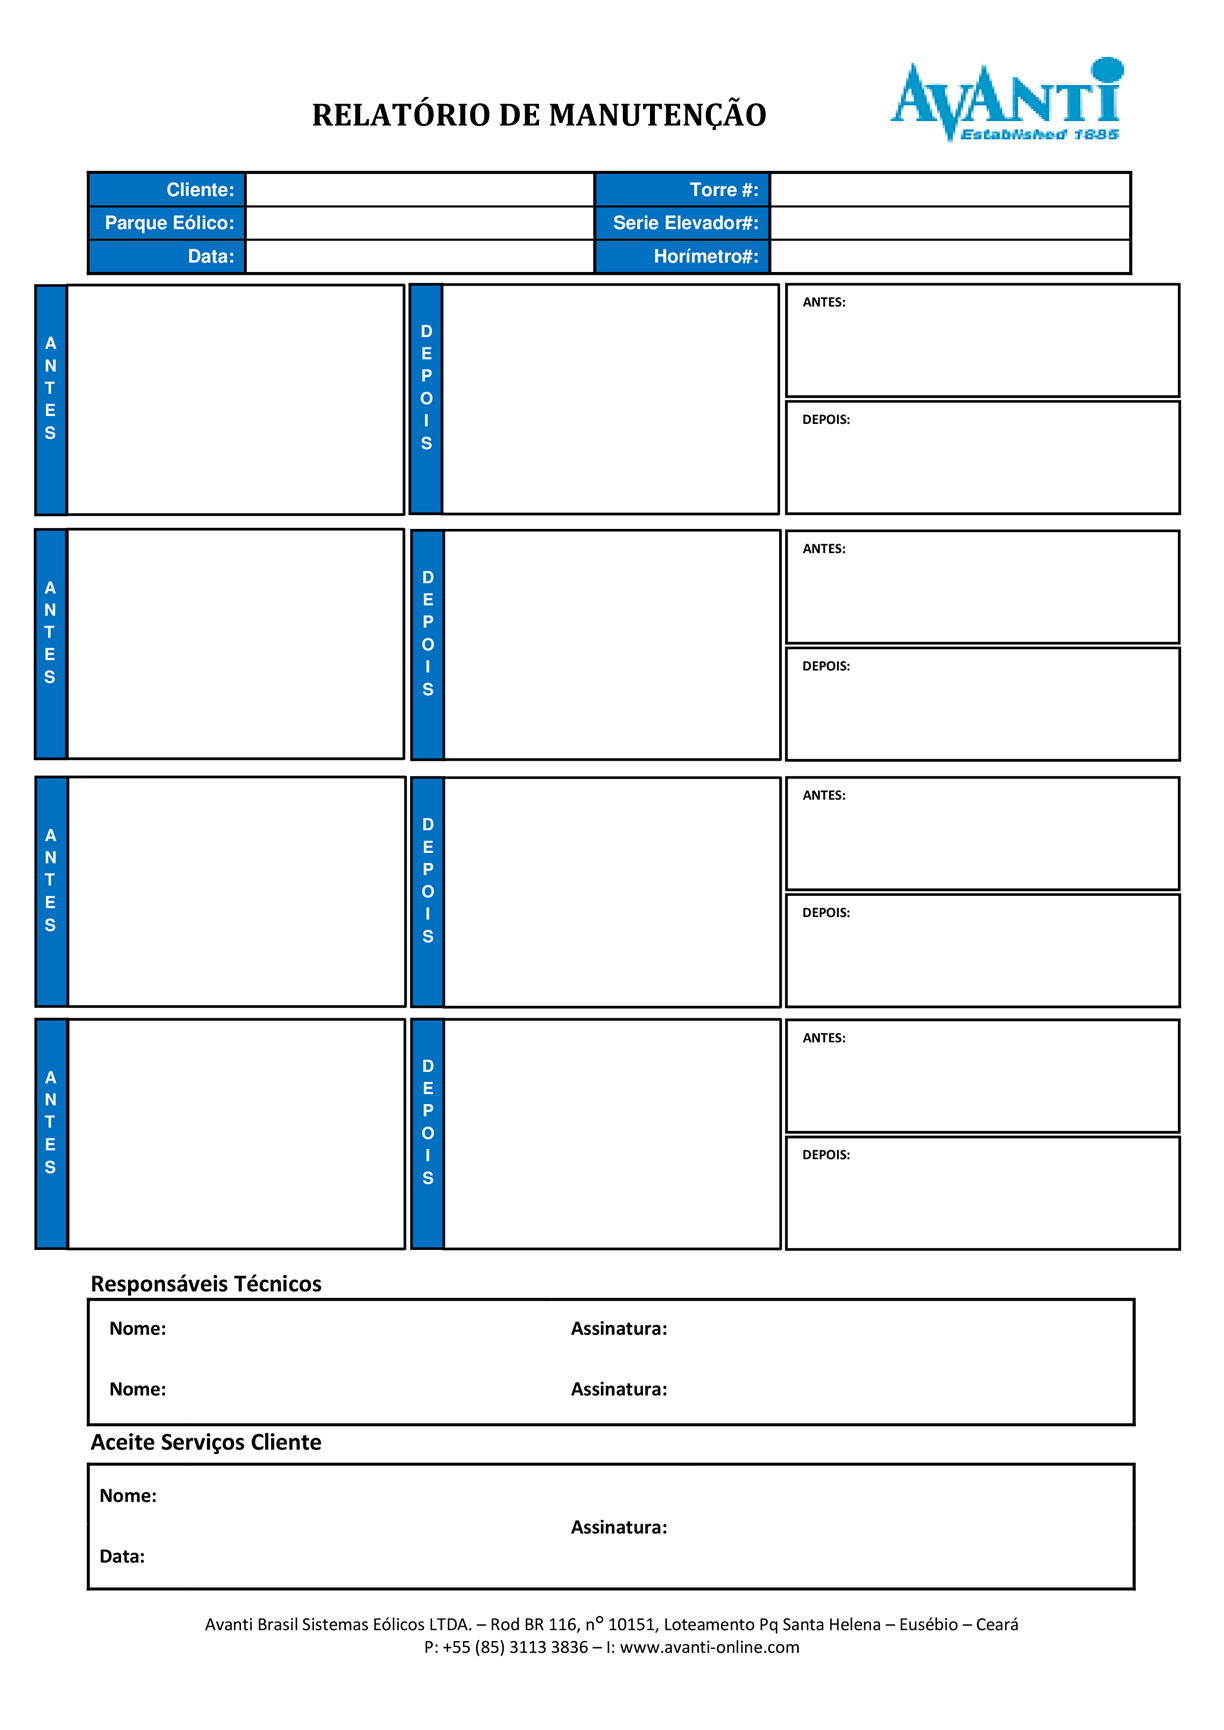 RELATÓRIO DE MANUTENÇÃO
AVANTI
Established 1885
Cliente: Torre #:
Parque Eólico: Serie Elevador#:
Data: Horímetro#:
ANTES
DEPOIS
ANTES:
DEPOIS:
ANTES
DEPOIS
ANTES:
DEPOIS:
ANTES
DEPOIS
ANTES:
DEPOIS:
ANTES
DEPOIS
ANTES:
DEPOIS:
Responsáveis Técnicos
Nome: Assinatura:
Nome: Assinatura:
Aceite Serviços Cliente
Nome:
Assinatura:
Data:
Avanti Brasil Sistemas Eólicos LTDA. – Rod BR 116, nº 10151, Loteamento Pq Santa Helena – Eusébio – Ceará
P: +55 (85) 3113 3836 – I: www.avanti-online.com